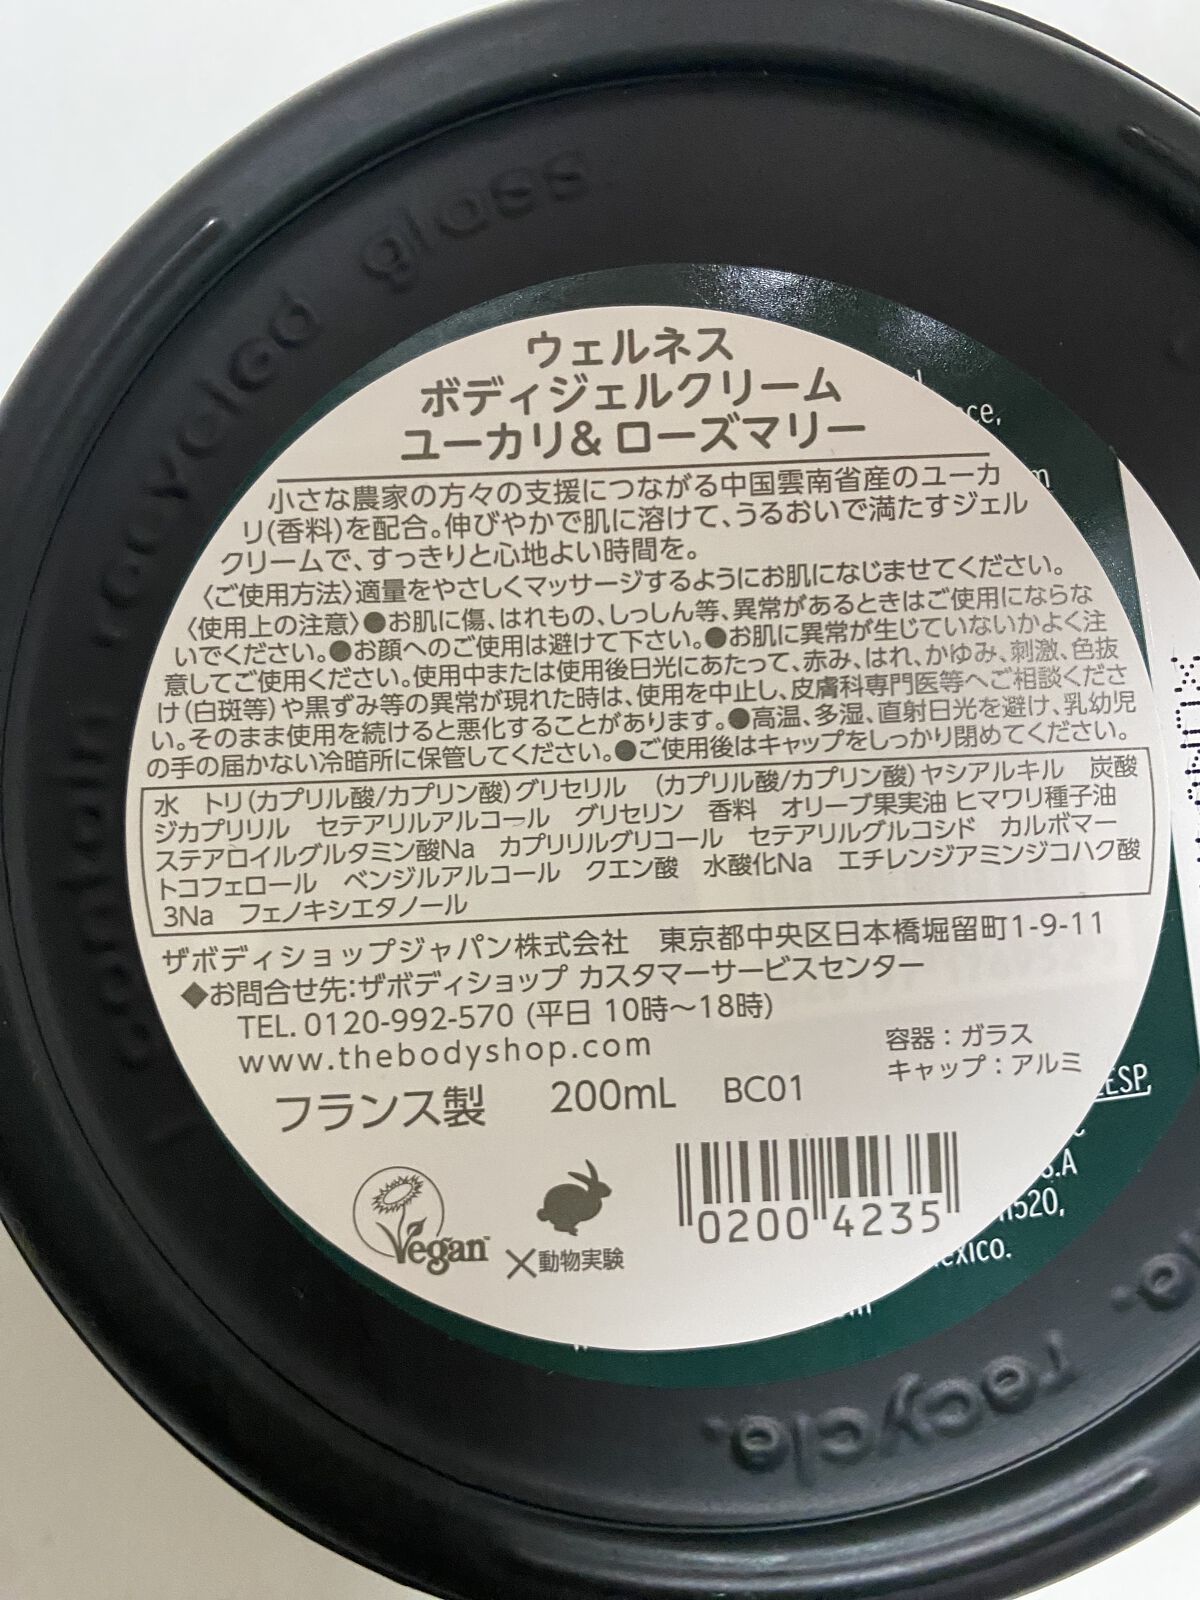 ウェルネス
ボディジェルクリーム
ユーカリ& ローズマリー
小さな農家の方々の支援につながる中国雲南省産のユーカ
リ(香料)を配合。伸びやかで肌に溶けて、うるおいで満たすジェル
クリームで、すっきりと心地よい時間を。
〈ご使用方法〉適量をやさしくマッサージするようにお肌になじませてください。
〈使用上の注意〉●お肌に傷、はれもの、しっしん等、異常があるときはご使用にならな
いでください。●お顔へのご使用は避けて下さい。●お肌に異常が生じていないかよく注
意してご使用ください。使用中または使用後日光にあたって、赤み、はれ、かゆみ、刺激、色抜
け(白斑等)や黒ずみ等の異常が現れた時は、使用を中止し、皮膚科専門医等へご相談くださ
い。そのまま使用を続けると悪化することがあります。●高温、多湿、直射日光を避け、乳幼児
の手の届かない冷暗所に保管してください。●ご使用後はキャップをしっかり閉めてください。
水　トリ(カプリル酸/カプリン酸)グリセリル　(カプリル酸/カプリン酸)ヤシアルキル　炭酸
ジカプリリル　セテアリルアルコール　グリセリン　香料　オリーブ果実油 ヒマワリ種子油
ステアロイルグルタミン酸Na　カプリリルグリコール　セテアリルグルコシド　カルボマー
トコフェロール　ベンジルアルコール　クエン酸　水酸化Na　エチレンジアミンジコハク酸
3Na　フェノキシエタノール
ザボディショップジャパン株式会社　東京都中央区日本橋堀留町1-9-11
◆お問合せ先:ザボディショップ カスタマーサービスセンター
TEL. 0120-992-570 (平日 10時〜18時)
www.thebodyshop.com
容器：ガラス
キャップ：アルミ
フランス製 200mL BC01
Vegan
×動物実験
0200 4235
contain recycled glass
recycle.
ce,
ESP,
S.A
1520,
exico.